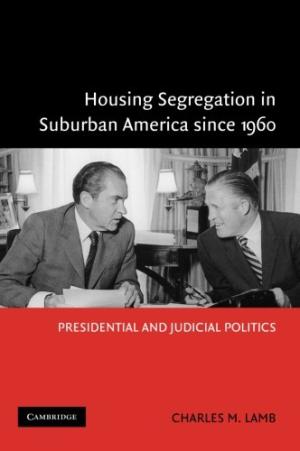 Housing Segregation in
Suburban America since 1960
PRESIDENTIAL AND JUDICIAL POLITICS
CAMBRIDGE
CHARLES M. LAMB